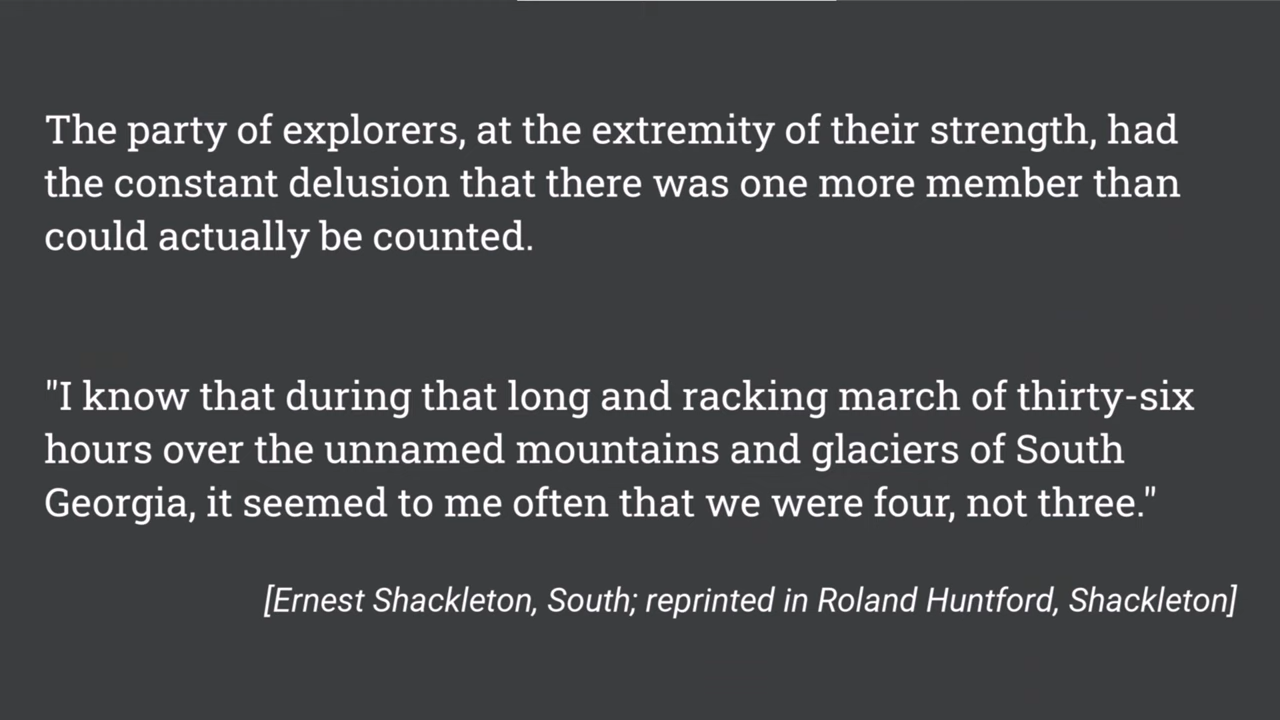 The party of explorers, at the extremity of their strength, had
the constant delusion that there was one more member than
could actually be counted.
"I know that during that long and racking march of thirty-six
hours over the unnamed mountains and glaciers of South
Georgia, it seemed to me often that we were four, not three."
[Ernest Shackleton, South; reprinted in Roland Huntford, Shackleton]